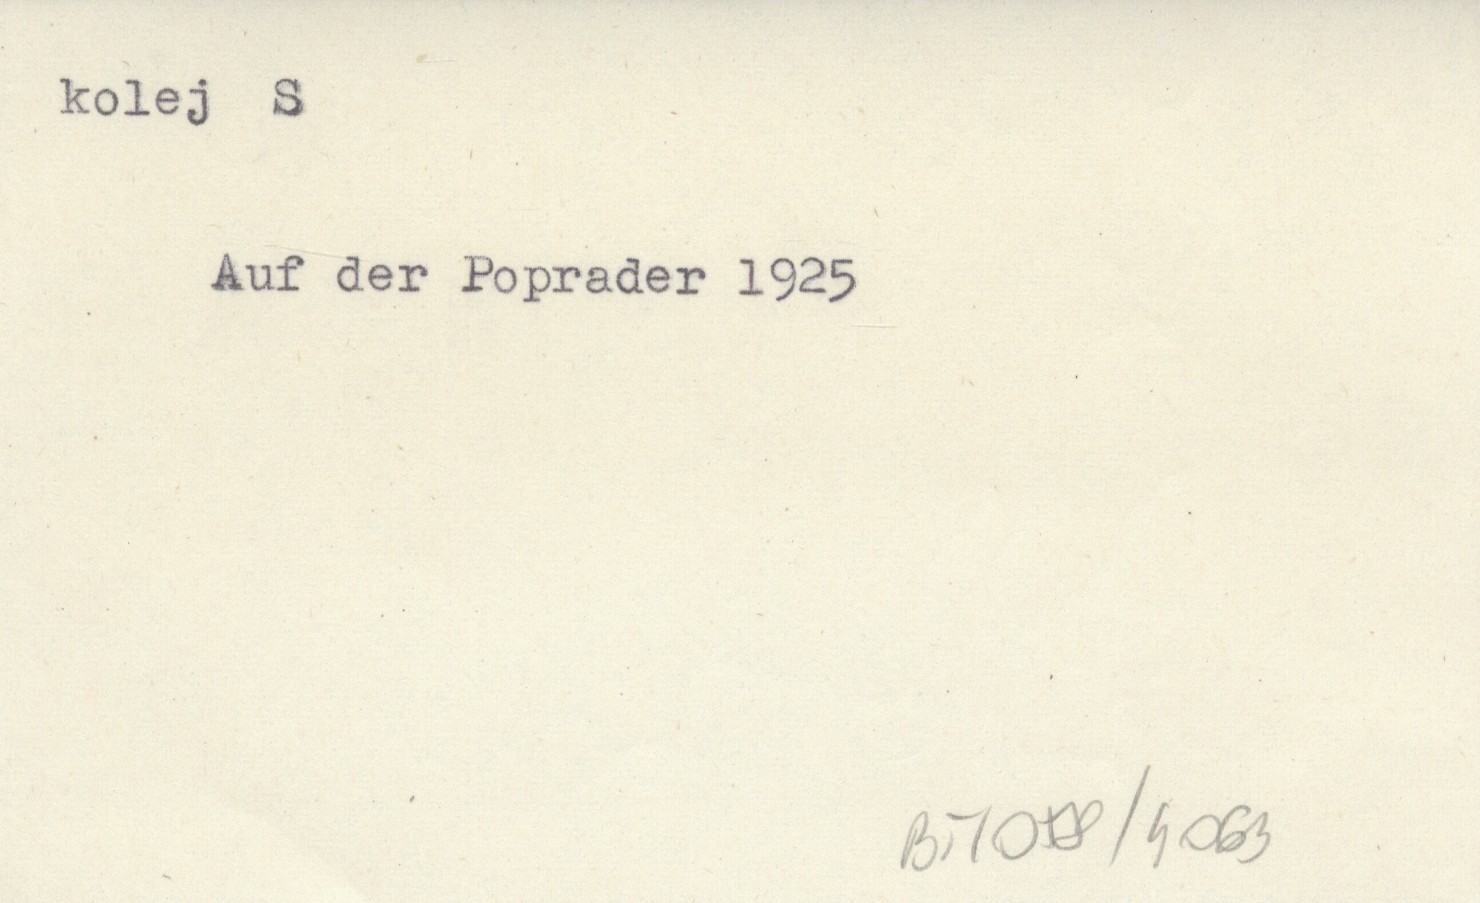 kolej S
Auf der Poprader 1925